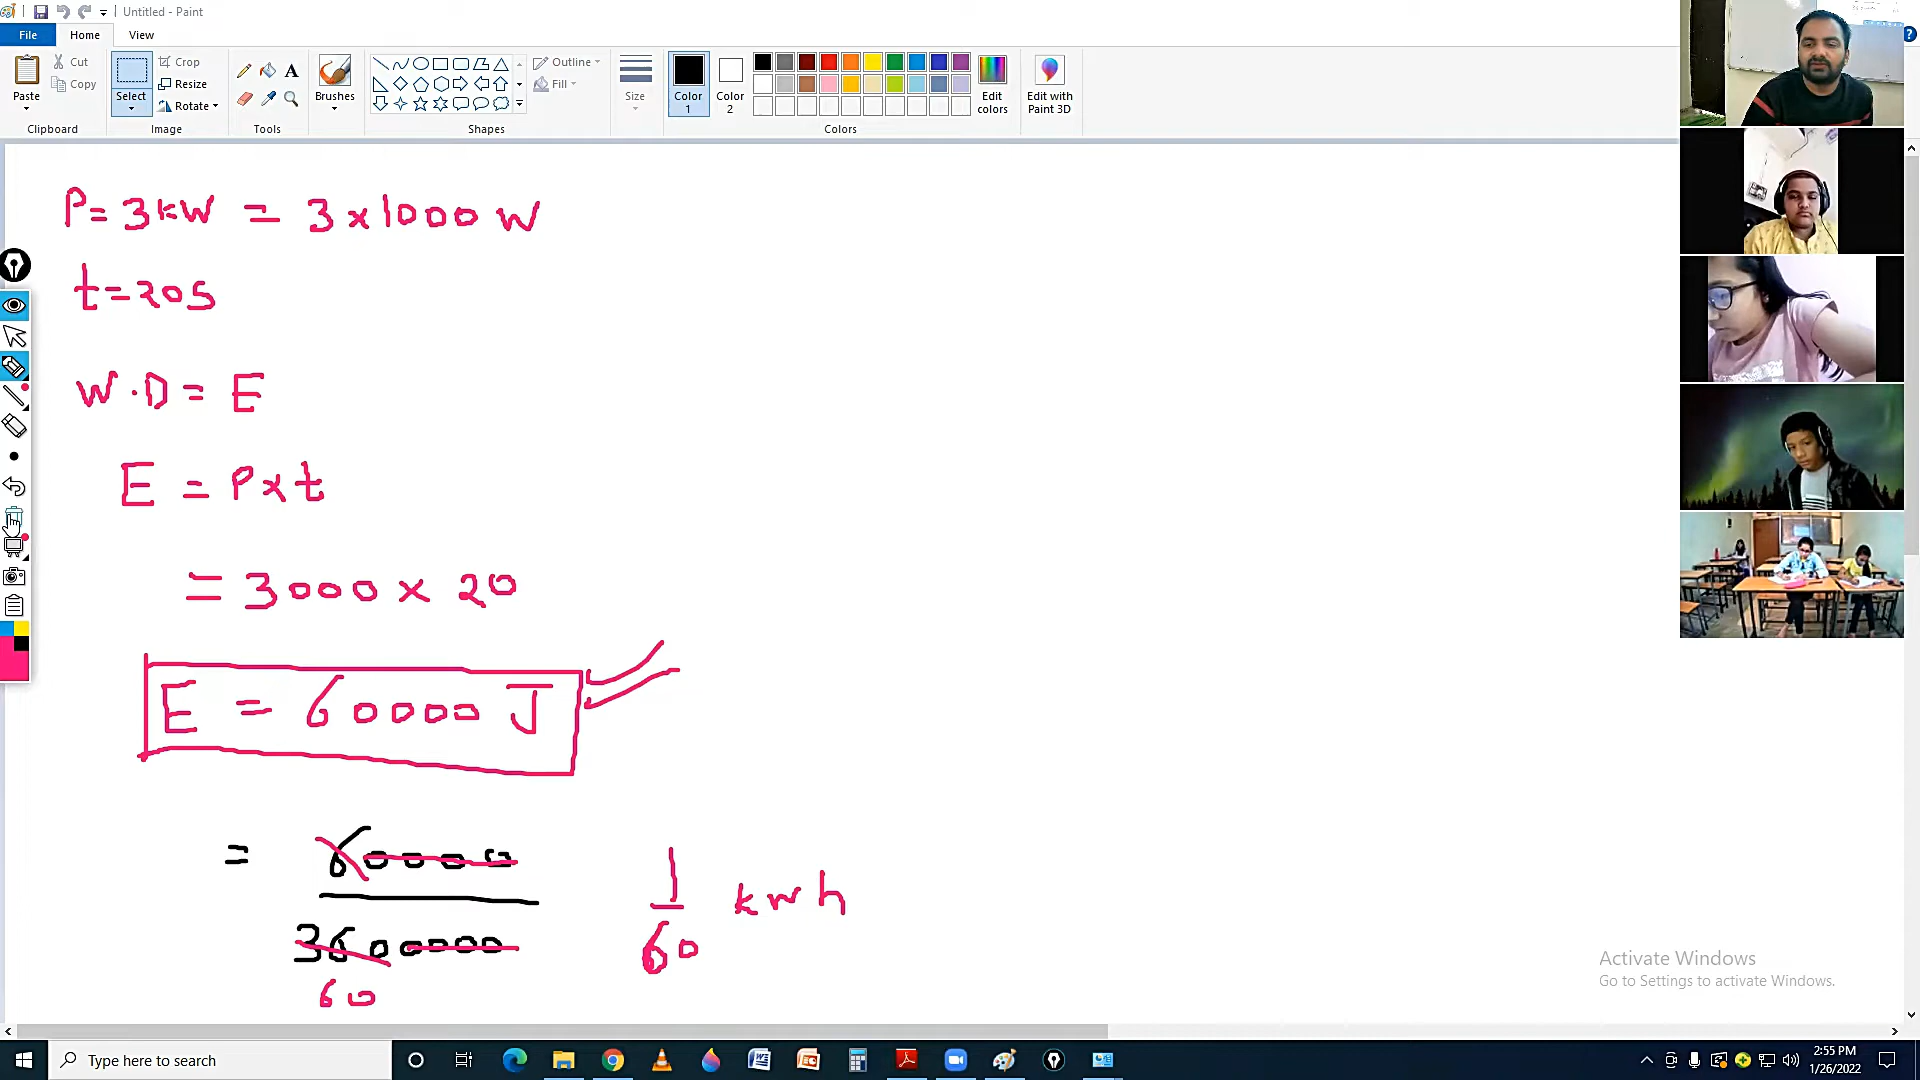 Untitled - Paint
File Home View
Paste
Cut
Copy
Clipboard
Select
Crop
Resize
Rotate
Image
Tools
Brushes
Shapes
Outline
Fill
Size
Color 1
Color 2
Colors
Edit colors
Edit with Paint 3D
P = 3 kW = 3 x 1000 W
t = 20 s
W.D = E
E = P x t
= 3000 x 20
E = 60000 J
= 60000
3600000
60
1
60
kwh
Activate Windows
Go to Settings to activate Windows.
Type here to search
2:55 PM
1/26/2022